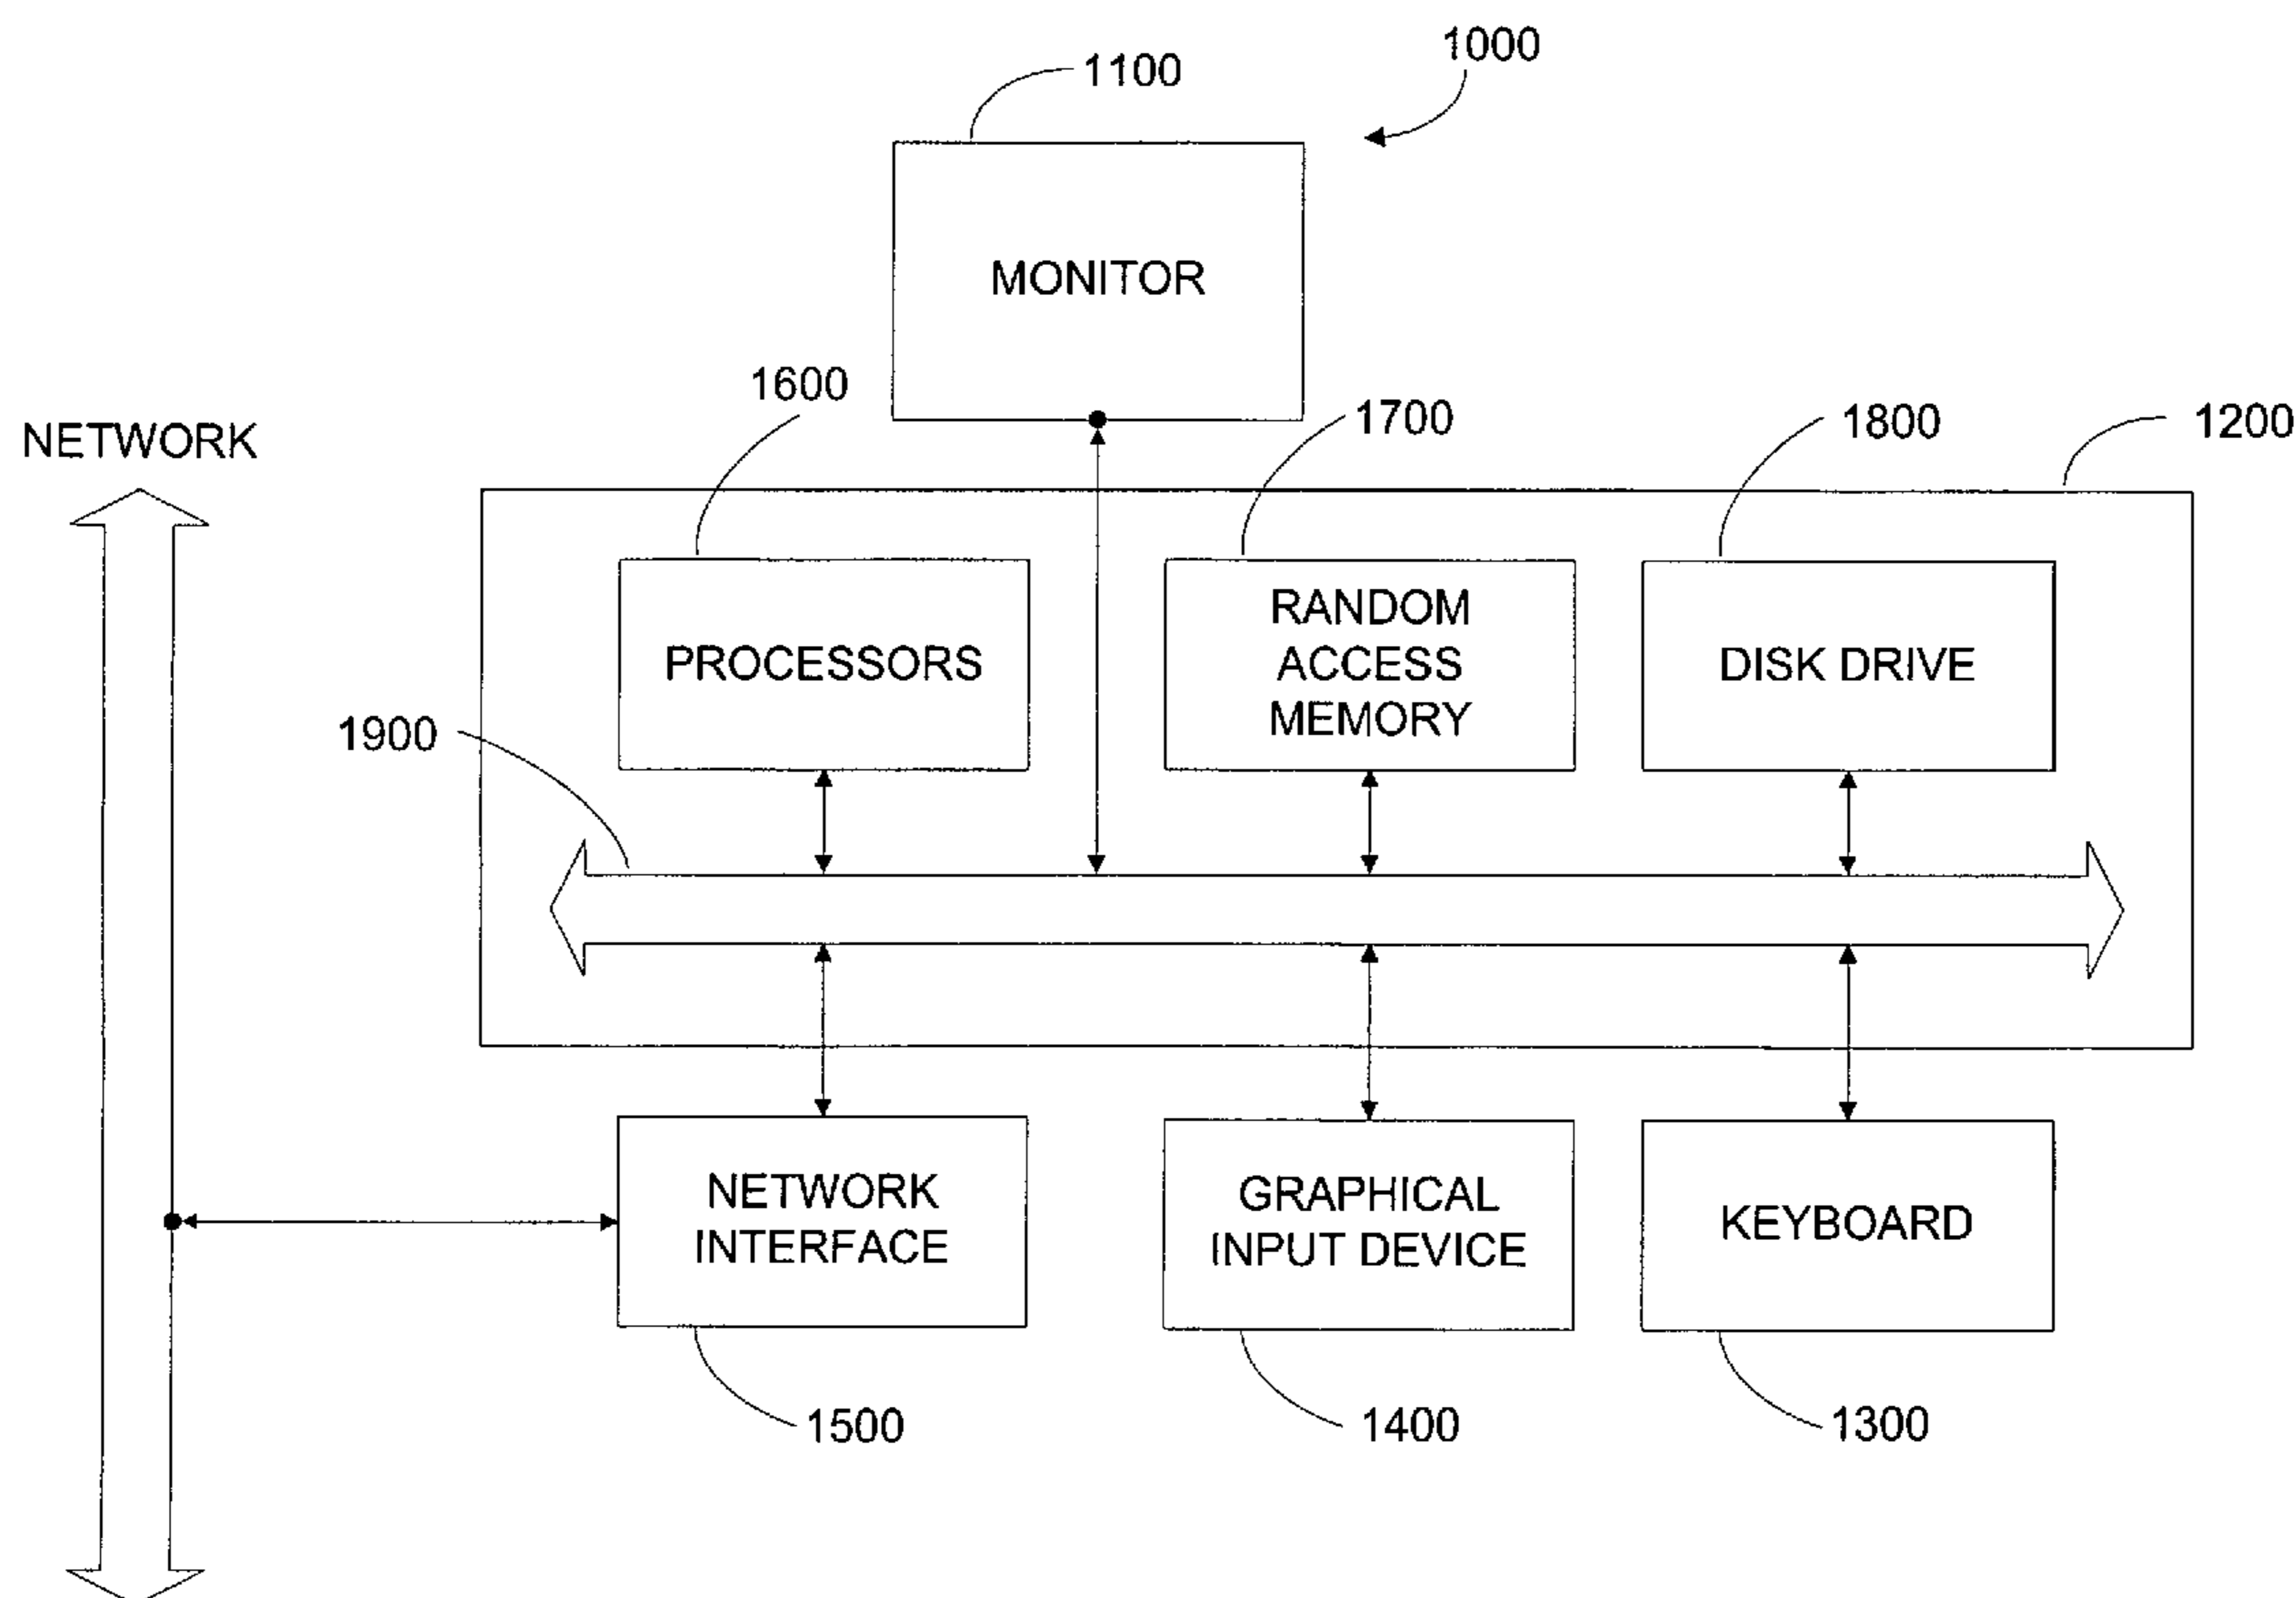 1000
1100
MONITOR
1600
1700
1800
1200
NETWORK
PROCESSORS
RANDOM
ACCESS
MEMORY
DISK DRIVE
1900
NETWORK
INTERFACE
GRAPHICAL
INPUT DEVICE
KEYBOARD
1500
1400
1300